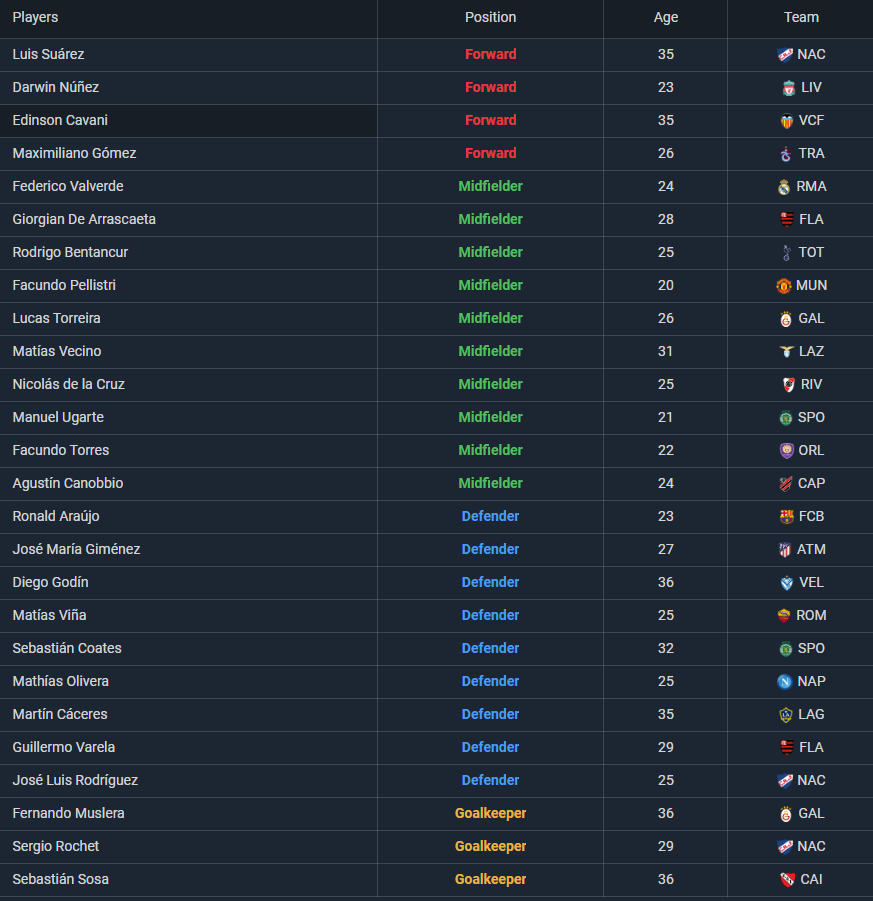 Players Position Age Team
Luis Suárez Forward 35 NAC
Darwin Núñez Forward 23 LIV
Edinson Cavani Forward 35 VCF
Maximiliano Gómez Forward 26 TRA
Federico Valverde Midfielder 24 RMA
Giorgian De Arrascaeta Midfielder 28 FLA
Rodrigo Bentancur Midfielder 25 TOT
Facundo Pellistri Midfielder 20 MUN
Lucas Torreira Midfielder 26 GAL
Matías Vecino Midfielder 31 LAZ
Nicolás de la Cruz Midfielder 25 RIV
Manuel Ugarte Midfielder 21 SPO
Facundo Torres Midfielder 22 ORL
Agustín Canobbio Midfielder 24 CAP
Ronald Araújo Defender 23 FCB
José María Giménez Defender 27 ATM
Diego Godín Defender 36 VEL
Matías Viña Defender 25 ROM
Sebastián Coates Defender 32 SPO
Mathías Olivera Defender 25 NAP
Martín Cáceres Defender 35 LAG
Guillermo Varela Defender 29 FLA
José Luis Rodríguez Defender 25 NAC
Fernando Muslera Goalkeeper 36 GAL
Sergio Rochet Goalkeeper 29 NAC
Sebastián Sosa Goalkeeper 36 CAI